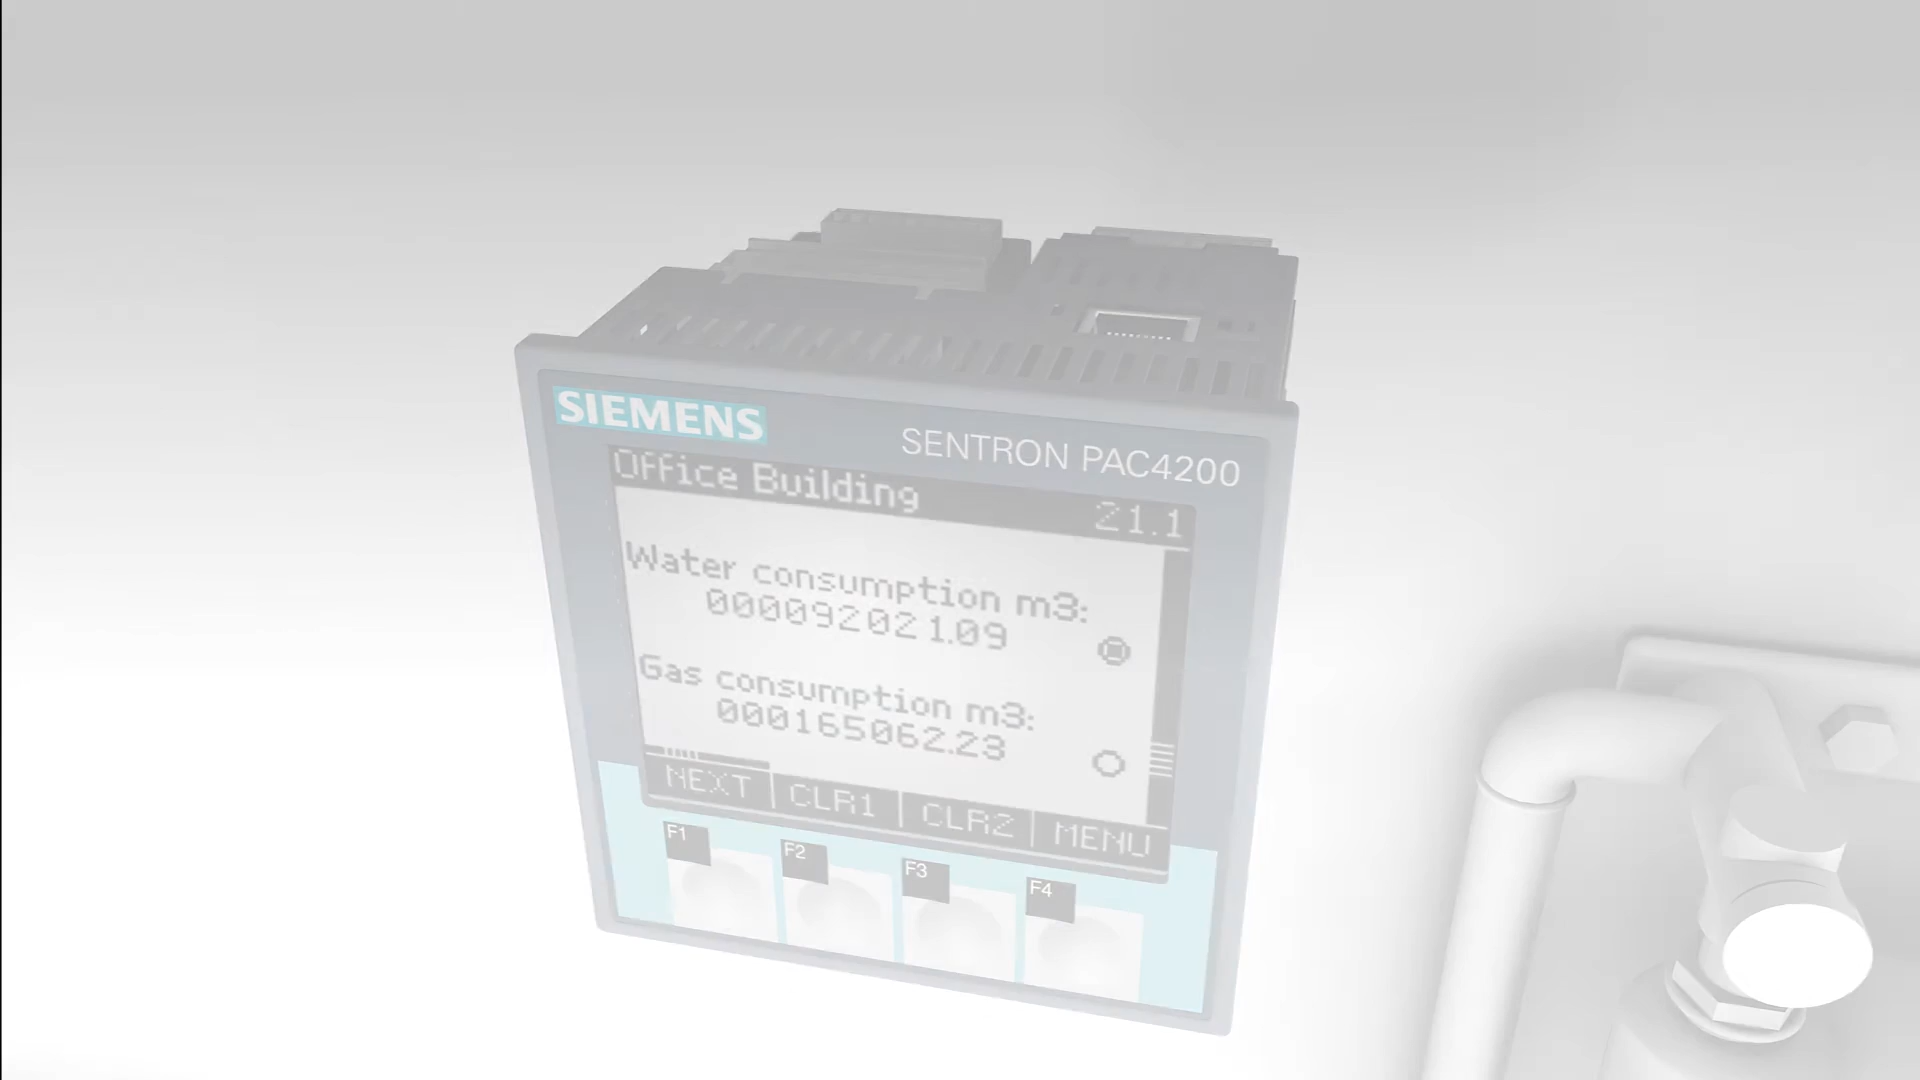 SIEMENS
SENTRON PAC4200
Office Building 21.1
Water consumption m3:
000092021.09
Gas consumption m3:
000165062.23
NEXT CLR1 CLR2 MENU
F1 F2 F3 F4